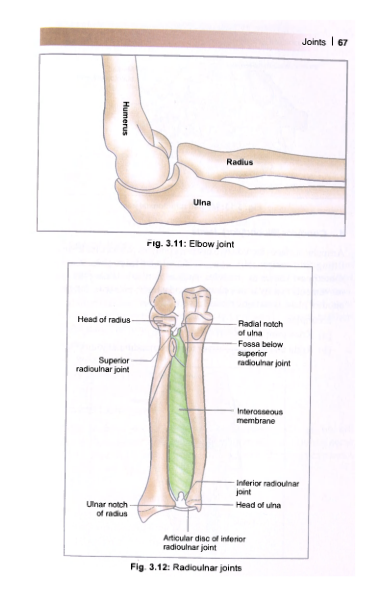 Joints | 67
Humerus
Radius
Ulna
Fig. 3.11: Elbow joint
Head of radius
Radial notch
of ulna
Fossa below
superior
radioulnar joint
Superior
radioulnar joint
Interosseous
membrane
Inferior radioulnar
joint
Ulnar notch
of radius
Head of ulna
Articular disc of inferior
radioulnar joint
Fig. 3.12: Radioulnar joints